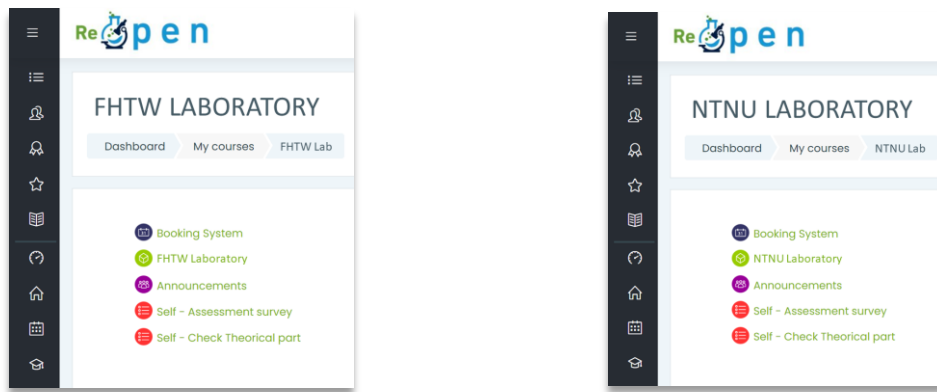 ReOpen
FHTW LABORATORY
Dashboard My courses FHTW Lab
Booking System
FHTW Laboratory
Announcements
Self - Assessment survey
Self - Check Theorical part
ReOpen
NTNU LABORATORY
Dashboard My courses NTNU Lab
Booking System
NTNU Laboratory
Announcements
Self - Assessment survey
Self - Check Theorical part